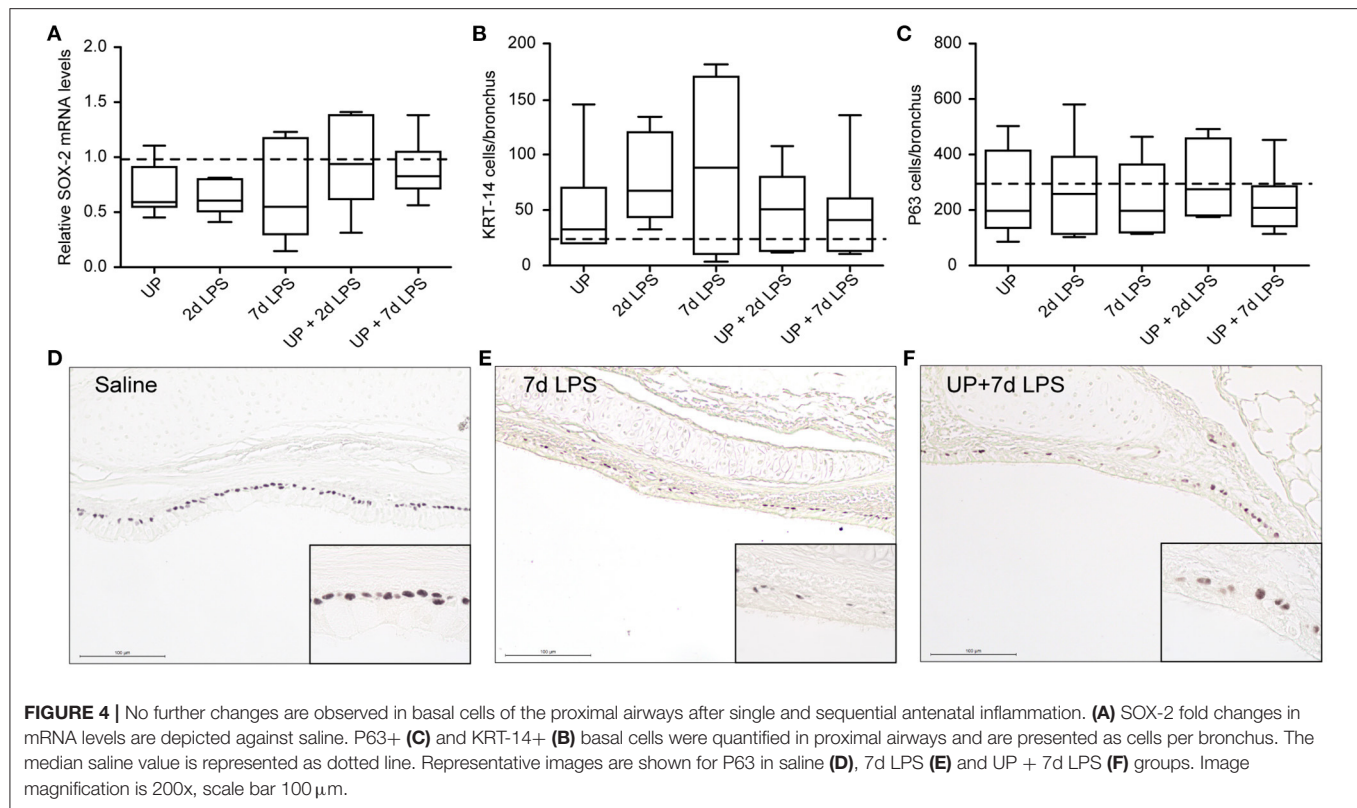 A
Relative SOX-2 mRNA levels
2.0
1.5
1.0
0.5
0.0
UP
2d LPS
7d LPS
UP + 2d LPS
UP + 7d LPS
B
KRT-14 cells/bronchus
200
150
100
50
0
UP
2d LPS
7d LPS
UP + 2d LPS
UP + 7d LPS
C
P63 cells/bronchus
800
600
400
200
0
UP
2d LPS
7d LPS
UP + 2d LPS
UP + 7d LPS
D
Saline
100 µm
E
7d LPS
100 µm
F
UP+7d LPS
100 µm
FIGURE 4 | No further changes are observed in basal cells of the proximal airways after single and sequential antenatal inflammation. (A) SOX-2 fold changes in
mRNA levels are depicted against saline. P63+ (C) and KRT-14+ (B) basal cells were quantified in proximal airways and are presented as cells per bronchus. The
median saline value is represented as dotted line. Representative images are shown for P63 in saline (D), 7d LPS (E) and UP + 7d LPS (F) groups. Image
magnification is 200x, scale bar 100 µm.